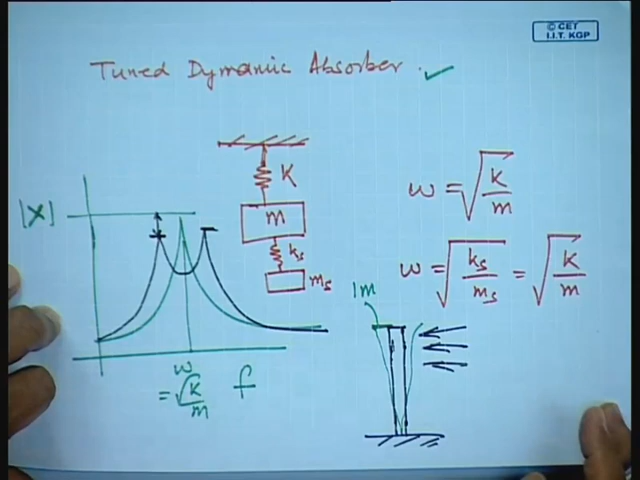 © CET
I.I.T. KGP
Tuned Dynamic Absorber.
K
m
ks
ms
ω = √K/m
ω = √ks/ms = √K/m
|X|
ω
= √K/m
f
1m